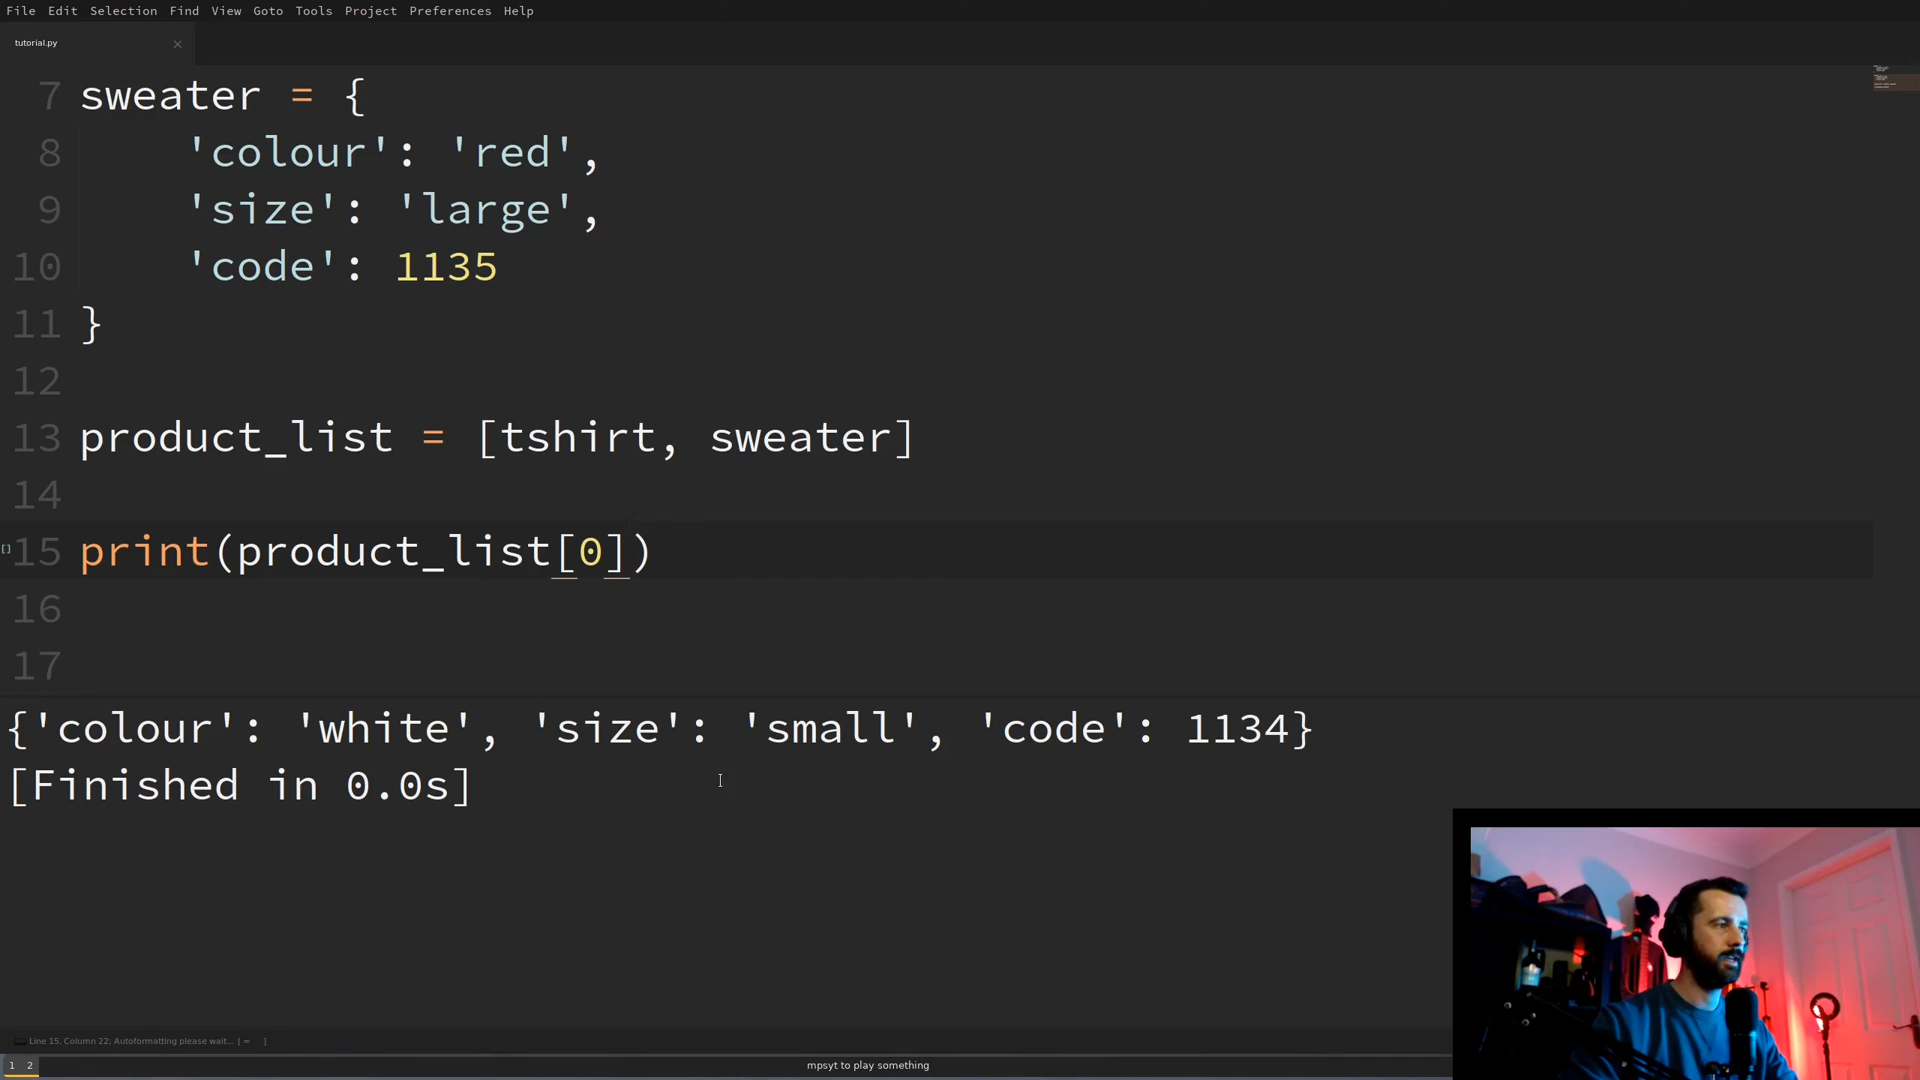 File Edit Selection Find View Goto Tools Project Preferences Help
tutorial.py
7 sweater = {
8 'colour': 'red',
9 'size': 'large',
10 'code': 1135
11 }
12
13 product_list = [tshirt, sweater]
14
15 print(product_list[0])
16
17
{'colour': 'white', 'size': 'small', 'code': 1134}
[Finished in 0.0s]
Line 15, Column 22; Autoformatting please wait... [ = ]
1 2
mpsyt to play something